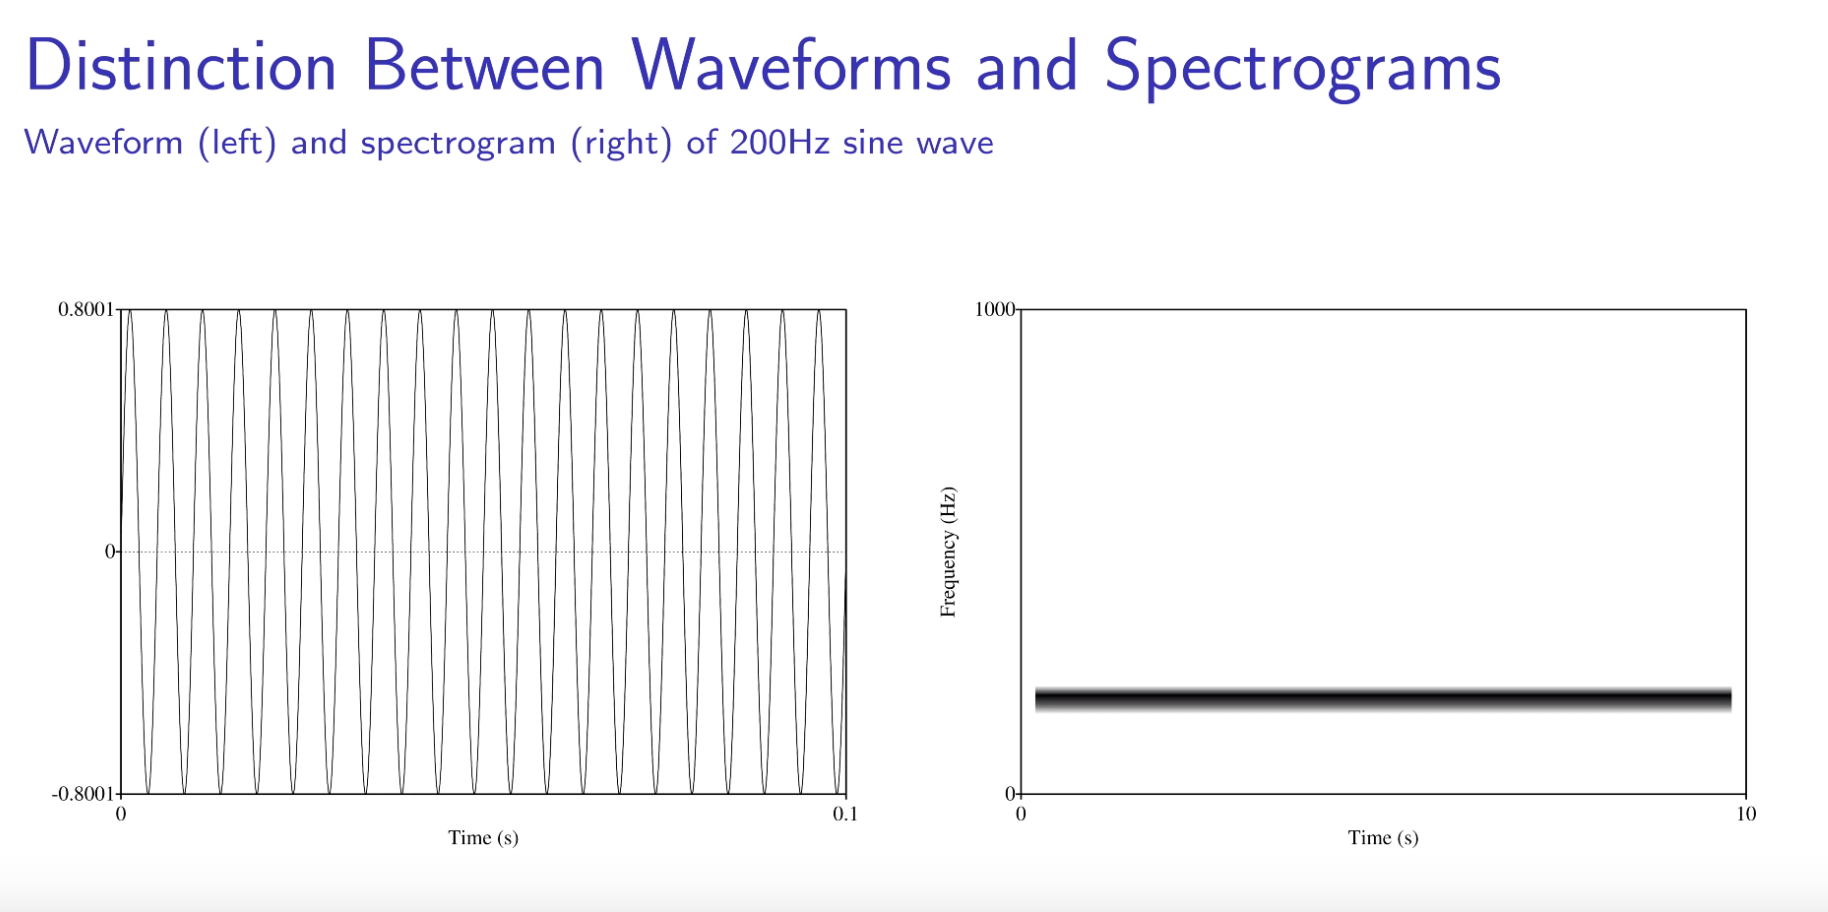 Distinction Between Waveforms and Spectrograms
Waveform (left) and spectrogram (right) of 200Hz sine wave
0.8001
0
-0.8001
0
0.1
Time (s)
1000
Frequency (Hz)
0
0
10
Time (s)